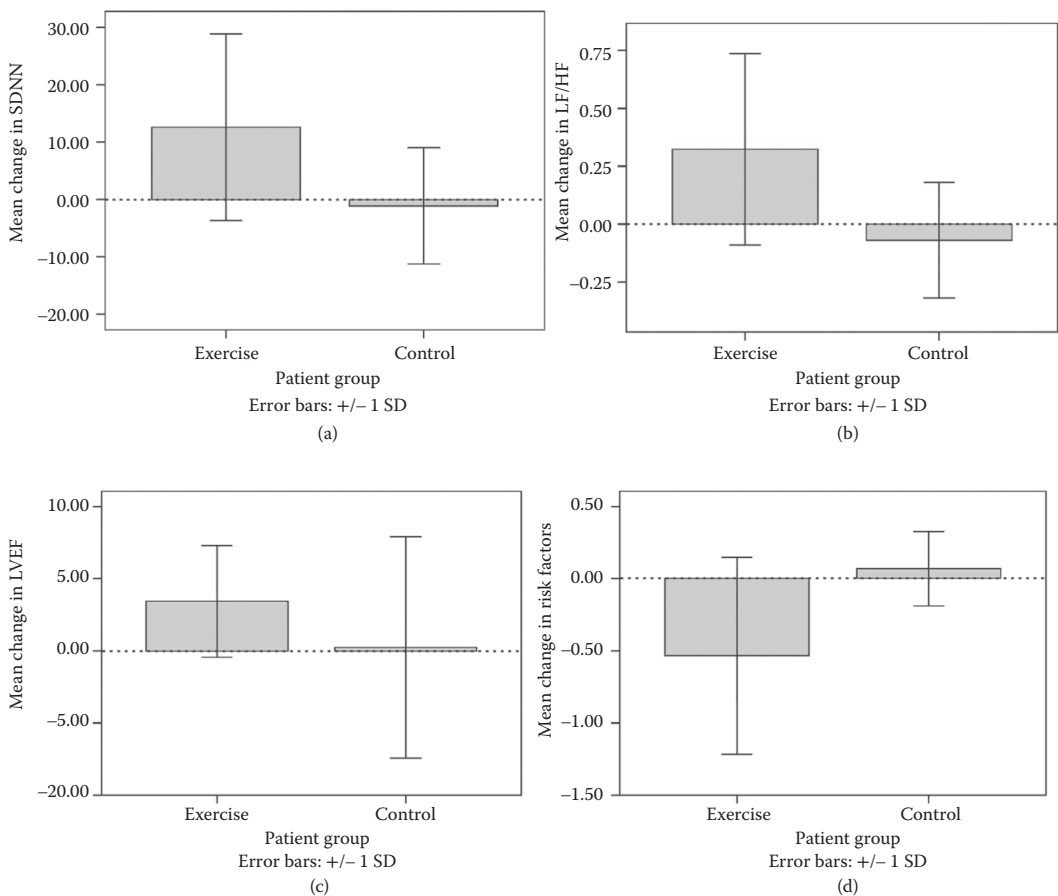 Mean change in SDNN
30.00
20.00
10.00
0.00
–10.00
–20.00
Exercise Control
Patient group
Error bars: +/– 1 SD
(a)
Mean change in LF/HF
0.75
0.50
0.25
0.00
–0.25
Exercise Control
Patient group
Error bars: +/– 1 SD
(b)
Mean change in LVEF
10.00
5.00
0.00
–5.00
–20.00
Exercise Control
Patient group
Error bars: +/– 1 SD
(c)
Mean change in risk factors
0.50
0.00
–0.50
–1.00
–1.50
Exercise Control
Patient group
Error bars: +/– 1 SD
(d)